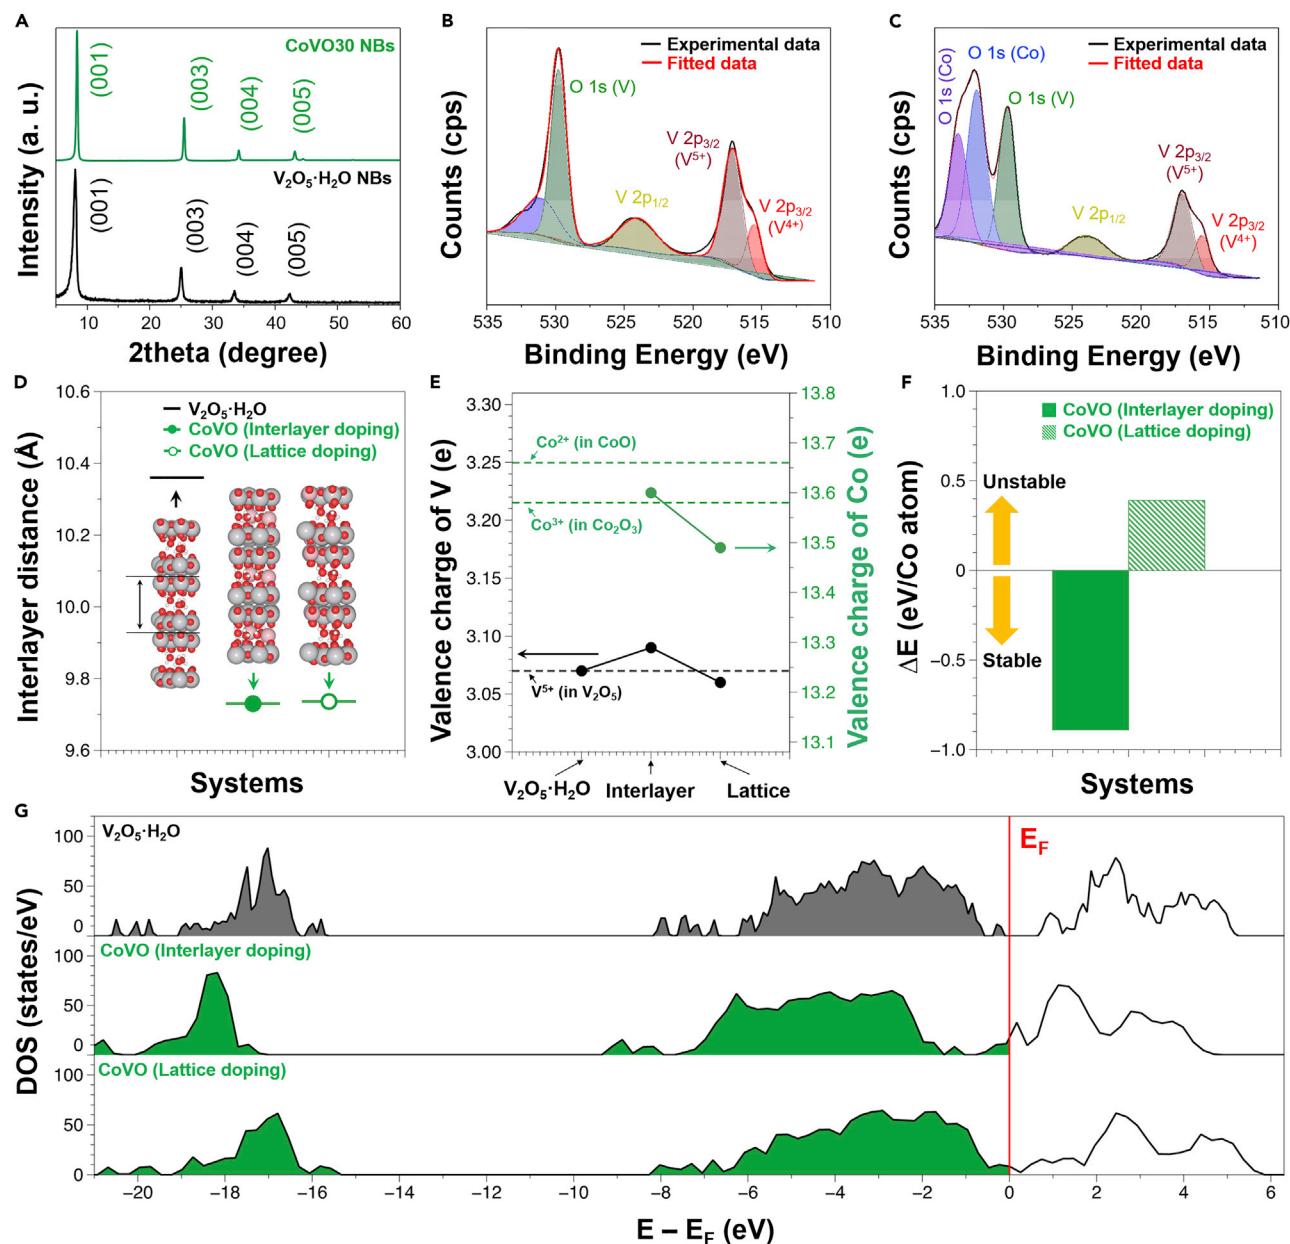 A
CoVO30 NBs
(001)
(003)
(004)
(005)
V₂O₅·H₂O NBs
(001)
(003)
(004)
(005)
Intensity (a. u.)
10
20
30
40
50
60
2theta (degree)
B
Experimental data
Fitted data
O 1s (V)
V 2p₃/₂
(V⁵⁺)
V 2p₁/₂
V 2p₃/₂
(V⁴⁺)
Counts (cps)
535
530
525
520
515
510
Binding Energy (eV)
C
Experimental data
Fitted data
O 1s (Co)
O 1s (Co)
O 1s (V)
V 2p₃/₂
(V⁵⁺)
V 2p₁/₂
V 2p₃/₂
(V⁴⁺)
Counts (cps)
535
530
525
520
515
510
Binding Energy (eV)
D
10.6
10.4
10.2
10.0
9.8
9.6
Interlayer distance (Å)
V₂O₅·H₂O
CoVO (Interlayer doping)
CoVO (Lattice doping)
Systems
E
3.30
3.25
3.20
3.15
3.10
3.05
3.00
Valence charge of V (e)
Co²⁺ (in CoO)
Co³⁺ (in Co₂O₃)
V⁵⁺ (in V₂O₅)
13.8
13.7
13.6
13.5
13.4
13.3
13.2
13.1
Valence charge of Co (e)
V₂O₅·H₂O
Interlayer
Lattice
F
1.0
0.5
0
−0.5
−1.0
ΔE (eV/Co atom)
CoVO (Interlayer doping)
CoVO (Lattice doping)
Unstable
Stable
Systems
G
V₂O₅·H₂O
E_F
100
50
0
CoVO (Interlayer doping)
100
50
0
CoVO (Lattice doping)
100
50
0
DOS (states/eV)
−20
−18
−16
−14
−12
−10
−8
−6
−4
−2
0
2
4
6
E – E_F (eV)